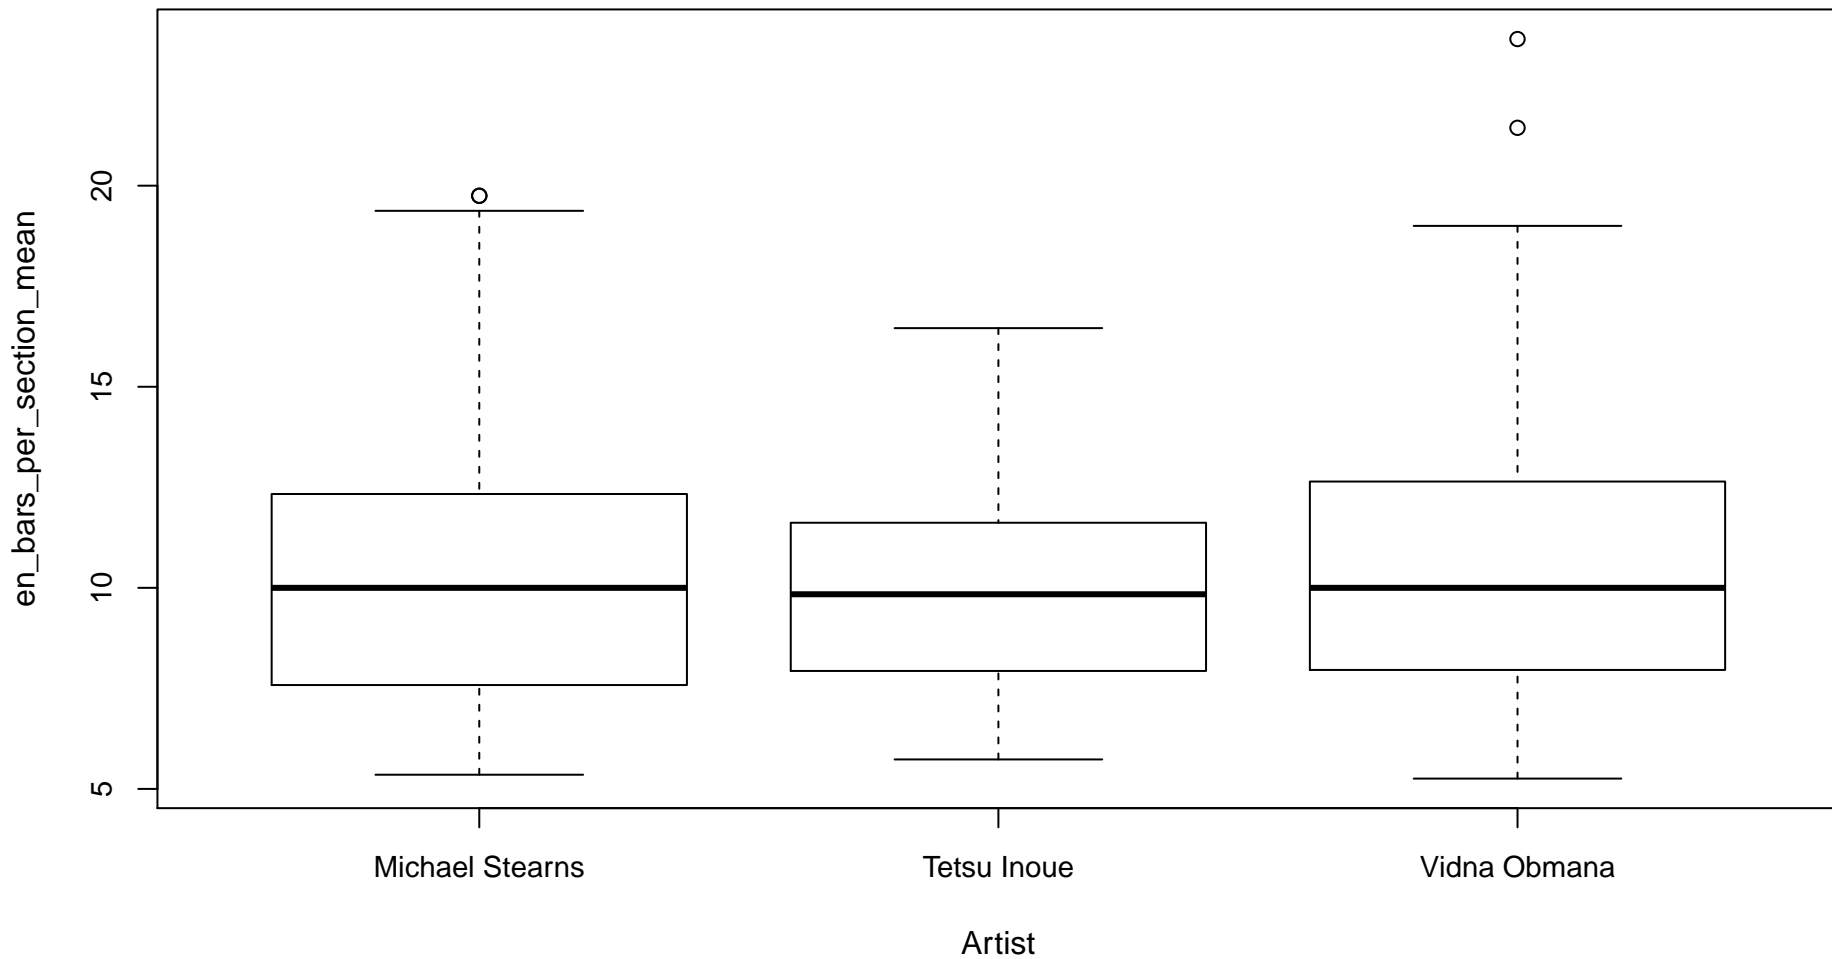 en_bars_per_section_mean
20
15
10
5
Michael Stearns
Tetsu Inoue
Vidna Obmana
Artist